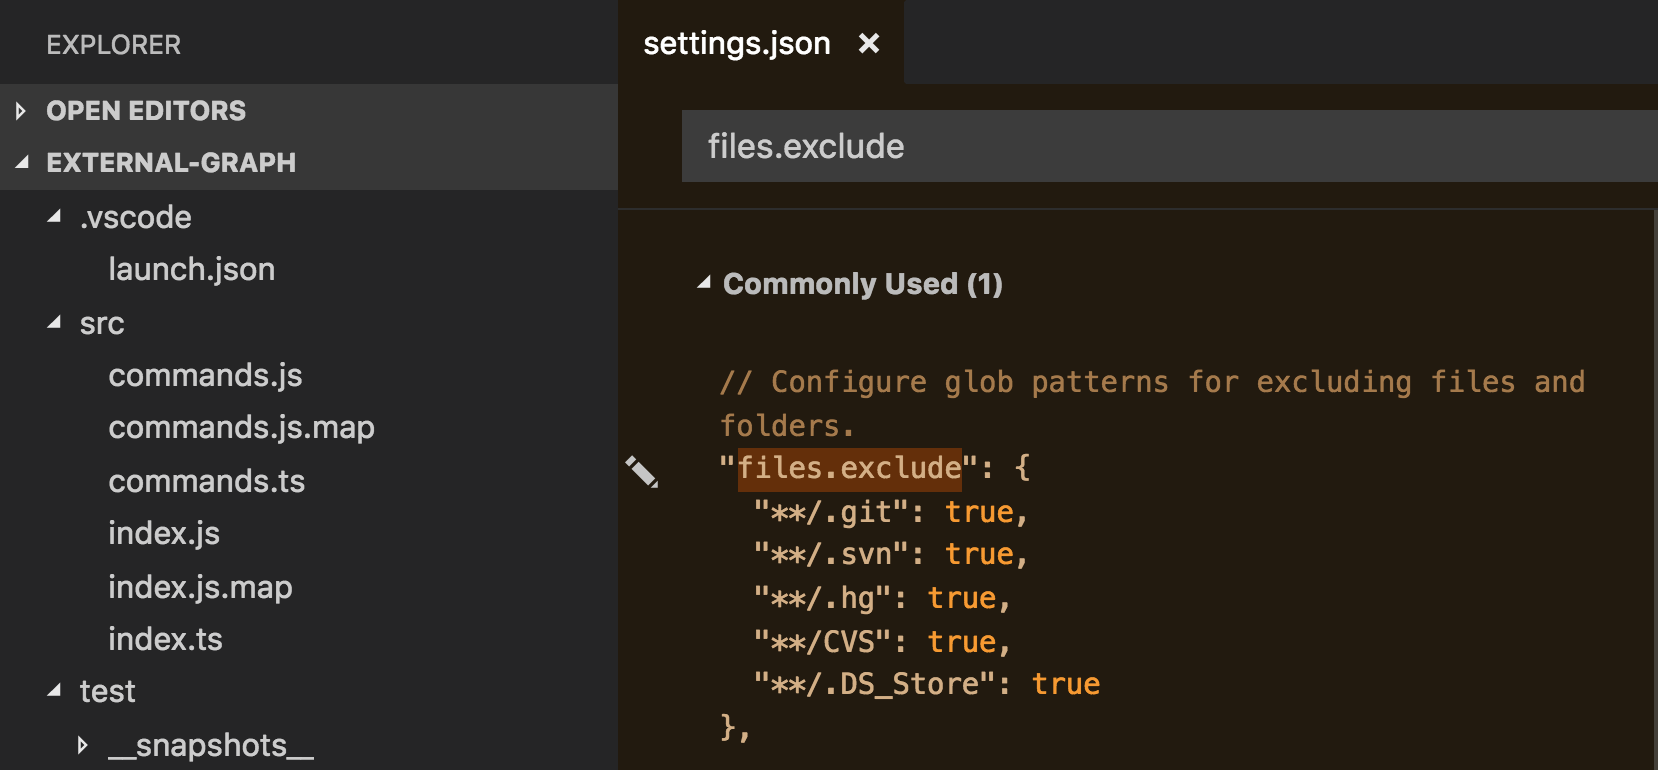 EXPLORER
OPEN EDITORS
EXTERNAL-GRAPH
.vscode
launch.json
src
commands.js
commands.js.map
commands.ts
index.js
index.js.map
index.ts
test
__snapshots__
settings.json ×
files.exclude
Commonly Used (1)
// Configure glob patterns for excluding files and
folders.
"files.exclude": {
"**/.git": true,
"**/.svn": true,
"**/.hg": true,
"**/CVS": true,
"**/.DS_Store": true
},